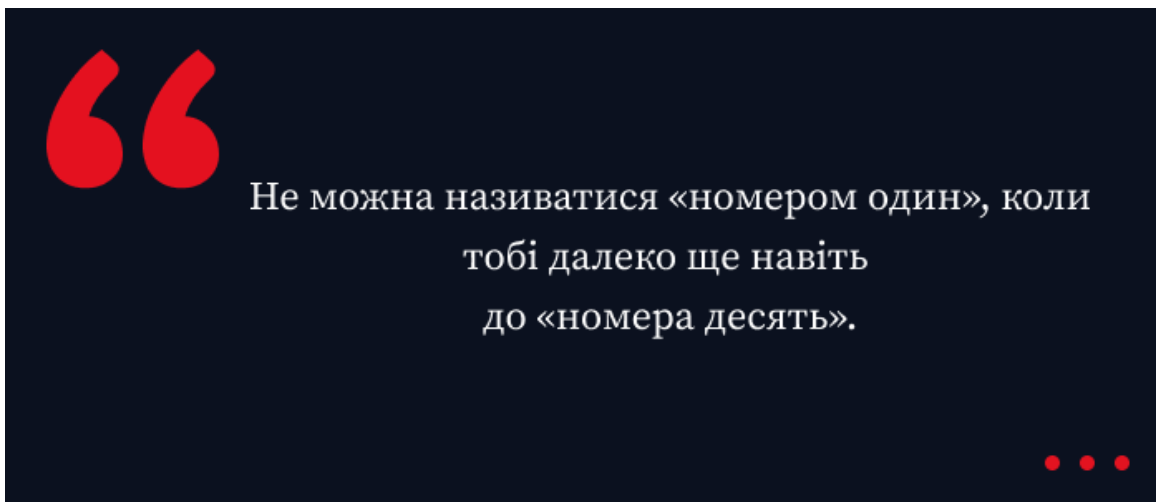 Не можна називатися «номером один», коли
тобі далеко ще навіть
до «номера десять».